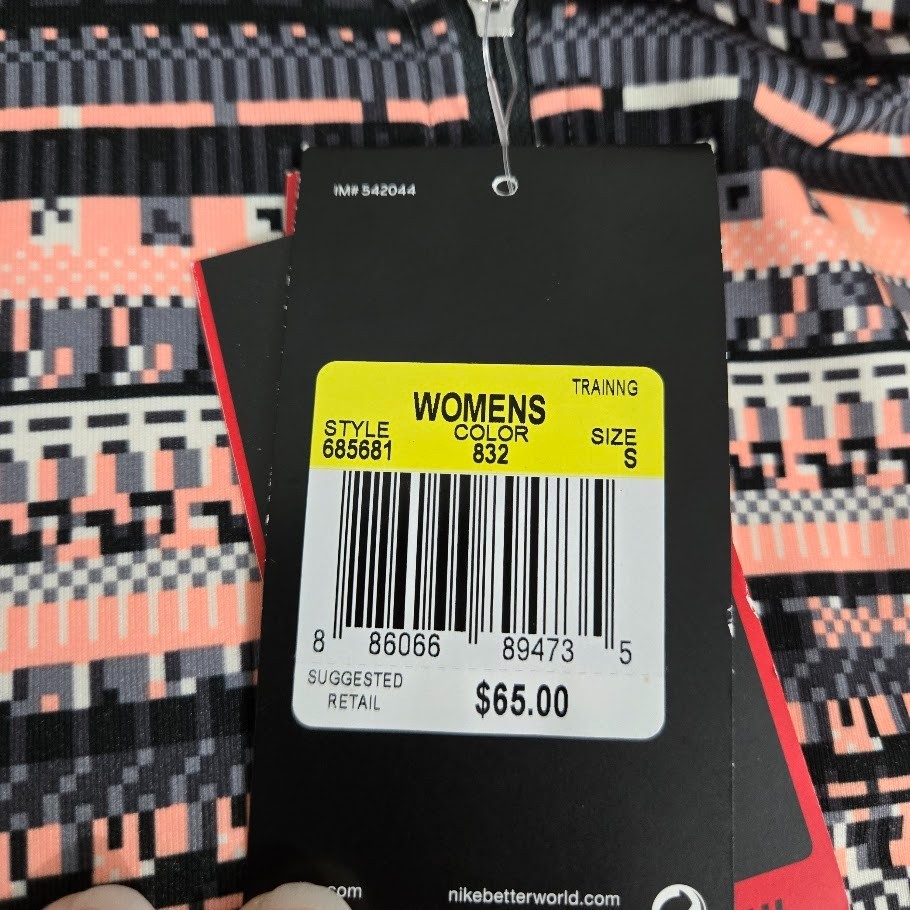 IM# 542044
TRAINNG
WOMENS
STYLE COLOR SIZE
685681 832 S
8 86066 89473 5
SUGGESTED
RETAIL $65.00
.com nikebetterworld.com